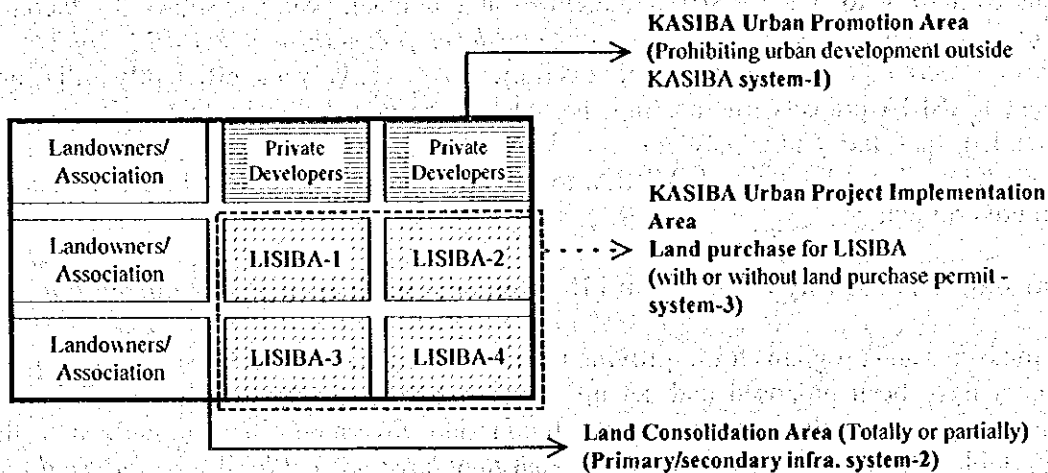 KASIBA Urban Promotion Area
(Prohibiting urban development outside
KASIBA system-1)
Landowners/
Association
Private
Developers
Private
Developers
KASIBA Urban Project Implementation
Area
Land purchase for LISIBA
(with or without land purchase permit -
system-3)
Landowners/
Association
LISIBA-1
LISIBA-2
Landowners/
Association
LISIBA-3
LISIBA-4
Land Consolidation Area (Totally or partially)
(Primary/secondary infra. system-2)